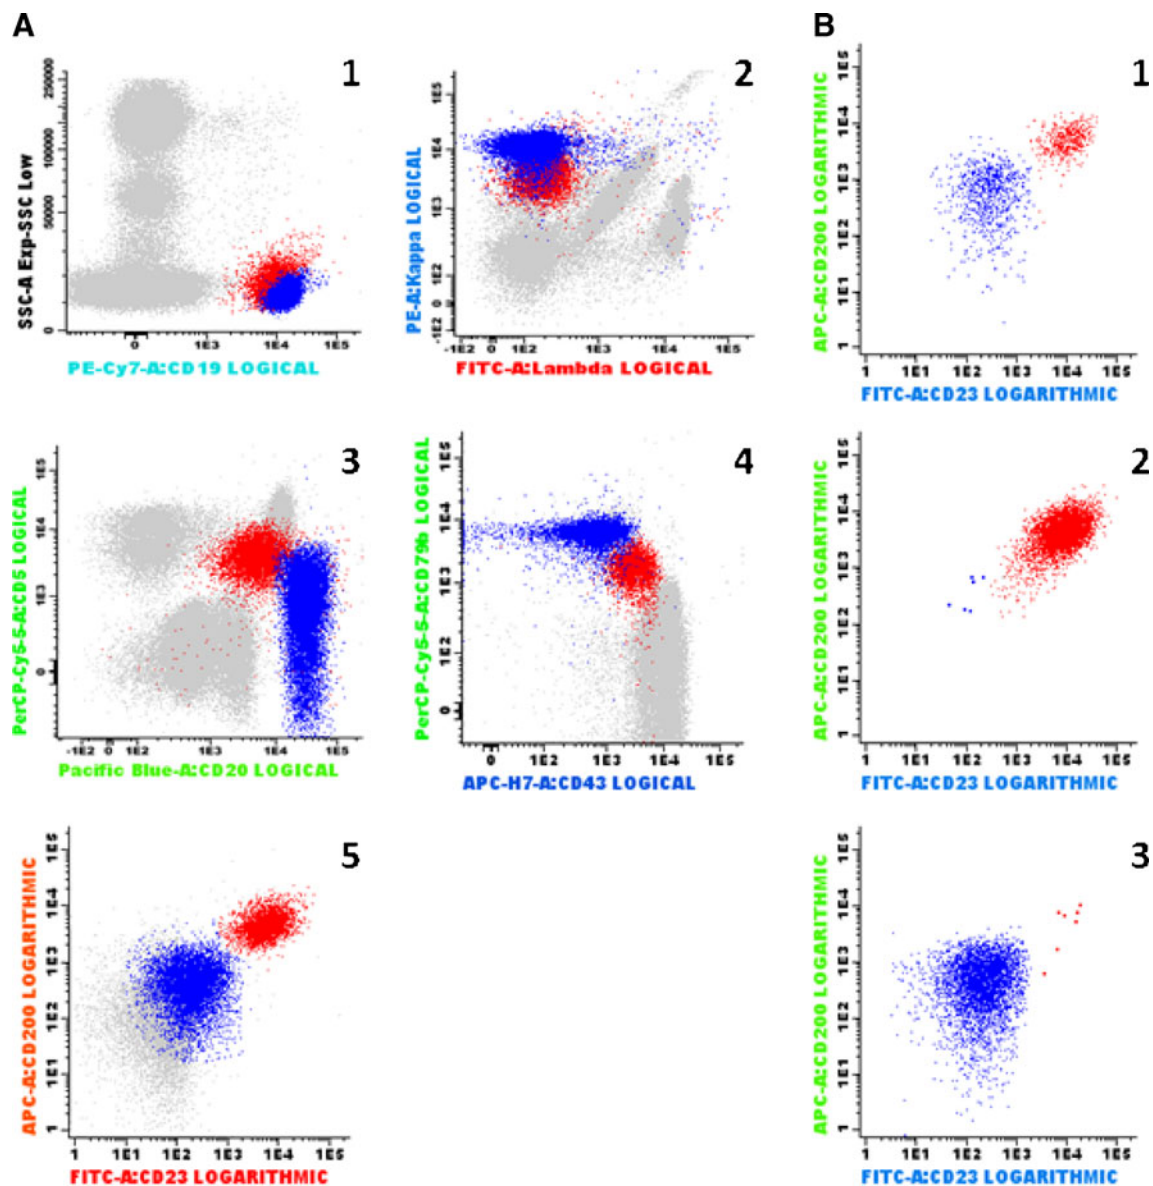 A
B
1
SSC-A Exp-SSC Low
250000
100000
50000
0
0 1E3 1E4 1E5
PE-Cy7-A:CD19 LOGICAL
2
PE-A:Kappa LOGICAL
1E5
1E4
1E3
1E2
0
-1E2
-1E2 0 1E2 1E3 1E4 1E5
FITC-A:Lambda LOGICAL
1
APC-A:CD200 LOGARITHMIC
1E5
1E4
1E3
1E2
1E1
1
1 1E1 1E2 1E3 1E4 1E5
FITC-A:CD23 LOGARITHMIC
3
PerCP-Cy5-5-A:CD5 LOGICAL
1E5
1E4
1E3
0
-1E2 0 1E2 1E3 1E4 1E5
Pacific Blue-A:CD20 LOGICAL
4
PerCP-Cy5-5-A:CD79b LOGICAL
1E5
1E4
1E3
1E2
0
0 1E2 1E3 1E4 1E5
APC-H7-A:CD43 LOGICAL
2
APC-A:CD200 LOGARITHMIC
1E5
1E4
1E3
1E2
1E1
1
1 1E1 1E2 1E3 1E4 1E5
FITC-A:CD23 LOGARITHMIC
5
APC-A:CD200 LOGARITHMIC
1E5
1E4
1E3
1E2
1E1
1
1 1E1 1E2 1E3 1E4 1E5
FITC-A:CD23 LOGARITHMIC
3
APC-A:CD200 LOGARITHMIC
1E5
1E4
1E3
1E2
1E1
1
1 1E1 1E2 1E3 1E4 1E5
FITC-A:CD23 LOGARITHMIC